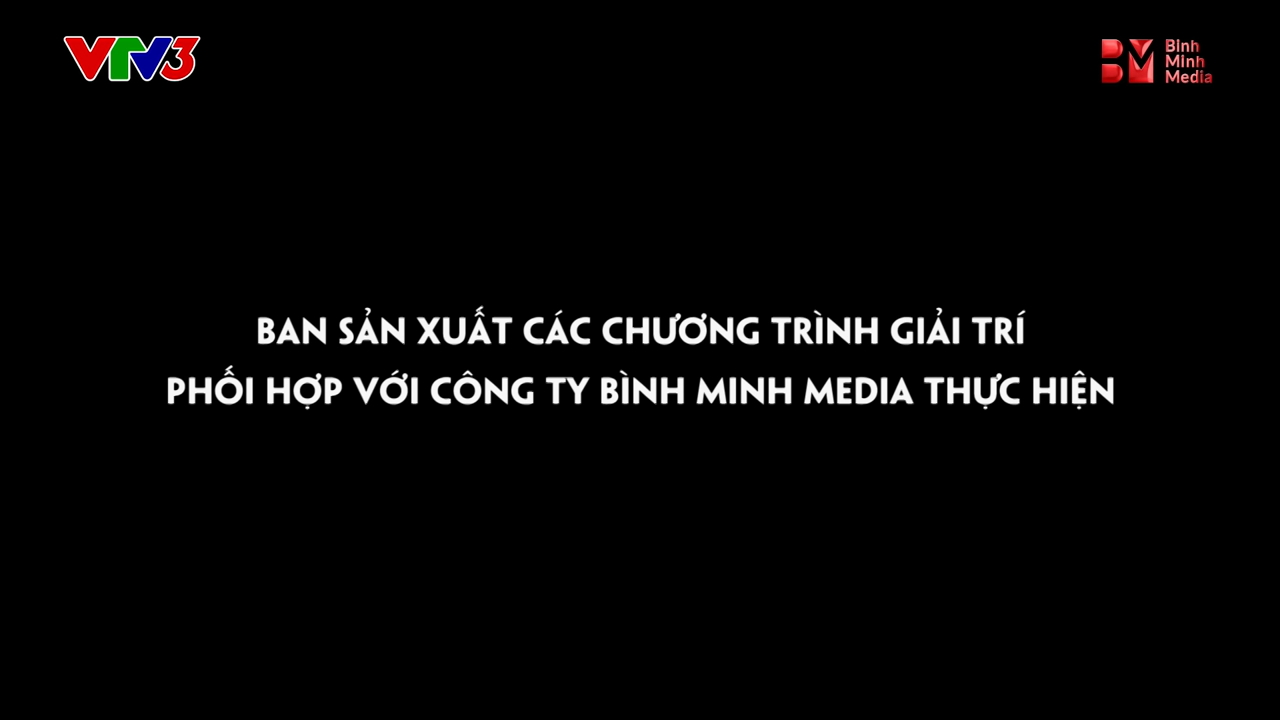 VTV3
BM
Bình
Minh
Media
BAN SẢN XUẤT CÁC CHƯƠNG TRÌNH GIẢI TRÍ
PHỐI HỢP VỚI CÔNG TY BÌNH MINH MEDIA THỰC HIỆN